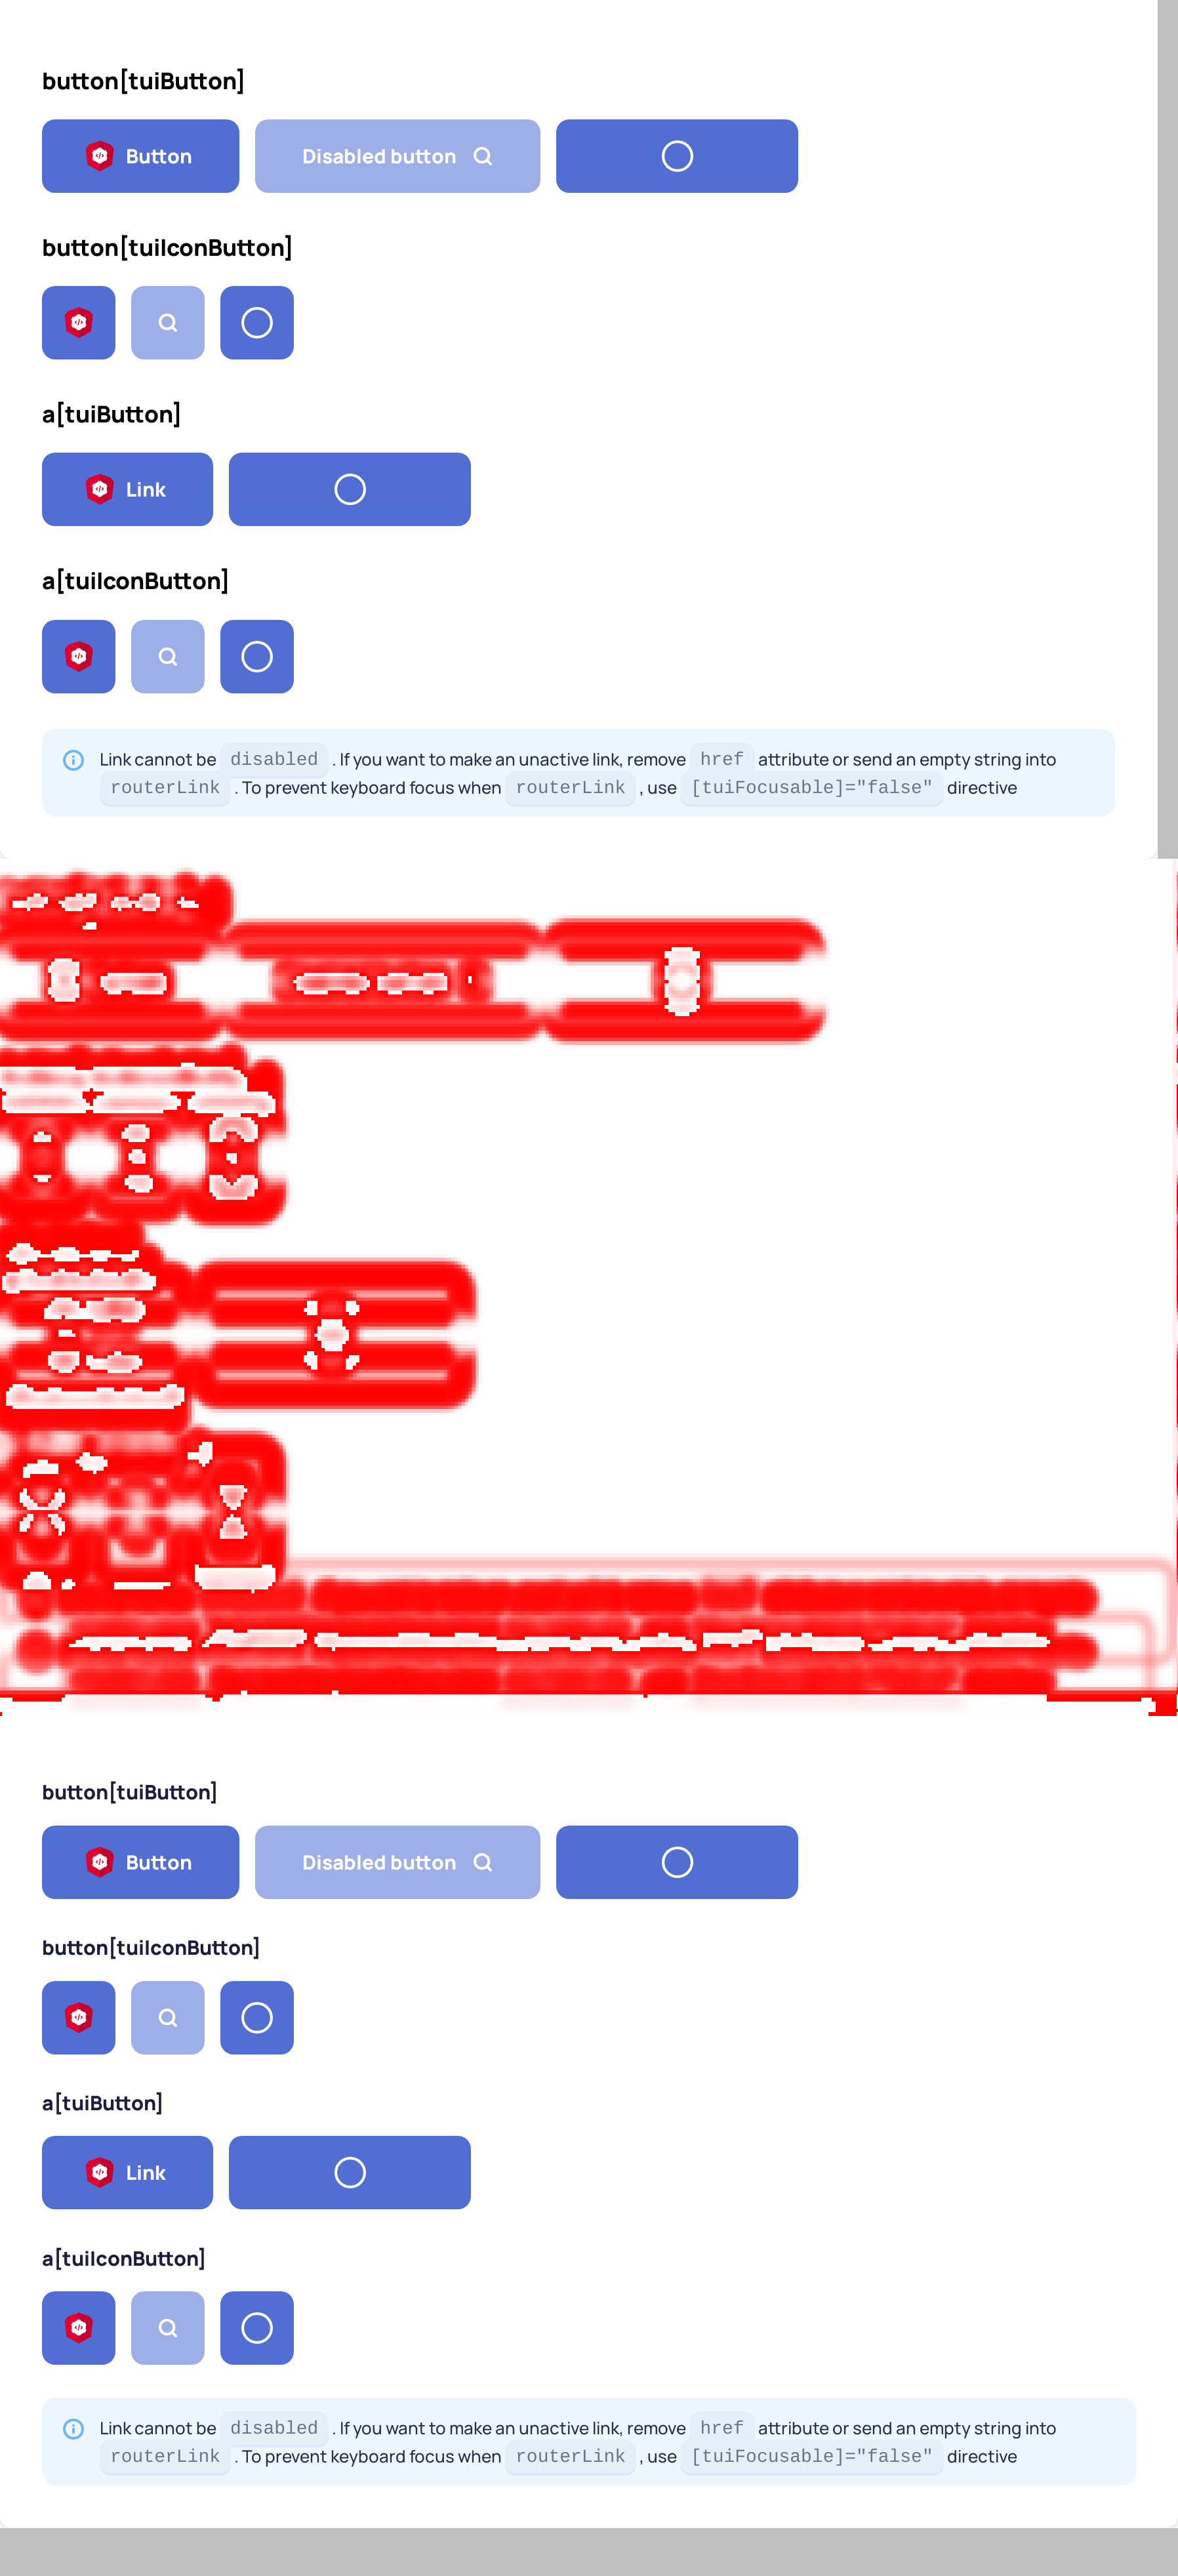 button[tuiButton]
Button
Disabled button
button[tuiIconButton]
a[tuiButton]
Link
a[tuiIconButton]
Link cannot be disabled . If you want to make an unactive link, remove href attribute or send an empty string into
routerLink . To prevent keyboard focus when routerLink , use [tuiFocusable]="false" directive
button[tuiButton]
Button
Disabled button
button[tuiIconButton]
a[tuiButton]
Link
a[tuiIconButton]
Link cannot be disabled . If you want to make an unactive link, remove href attribute or send an empty string into
routerLink . To prevent keyboard focus when routerLink , use [tuiFocusable]="false" directive